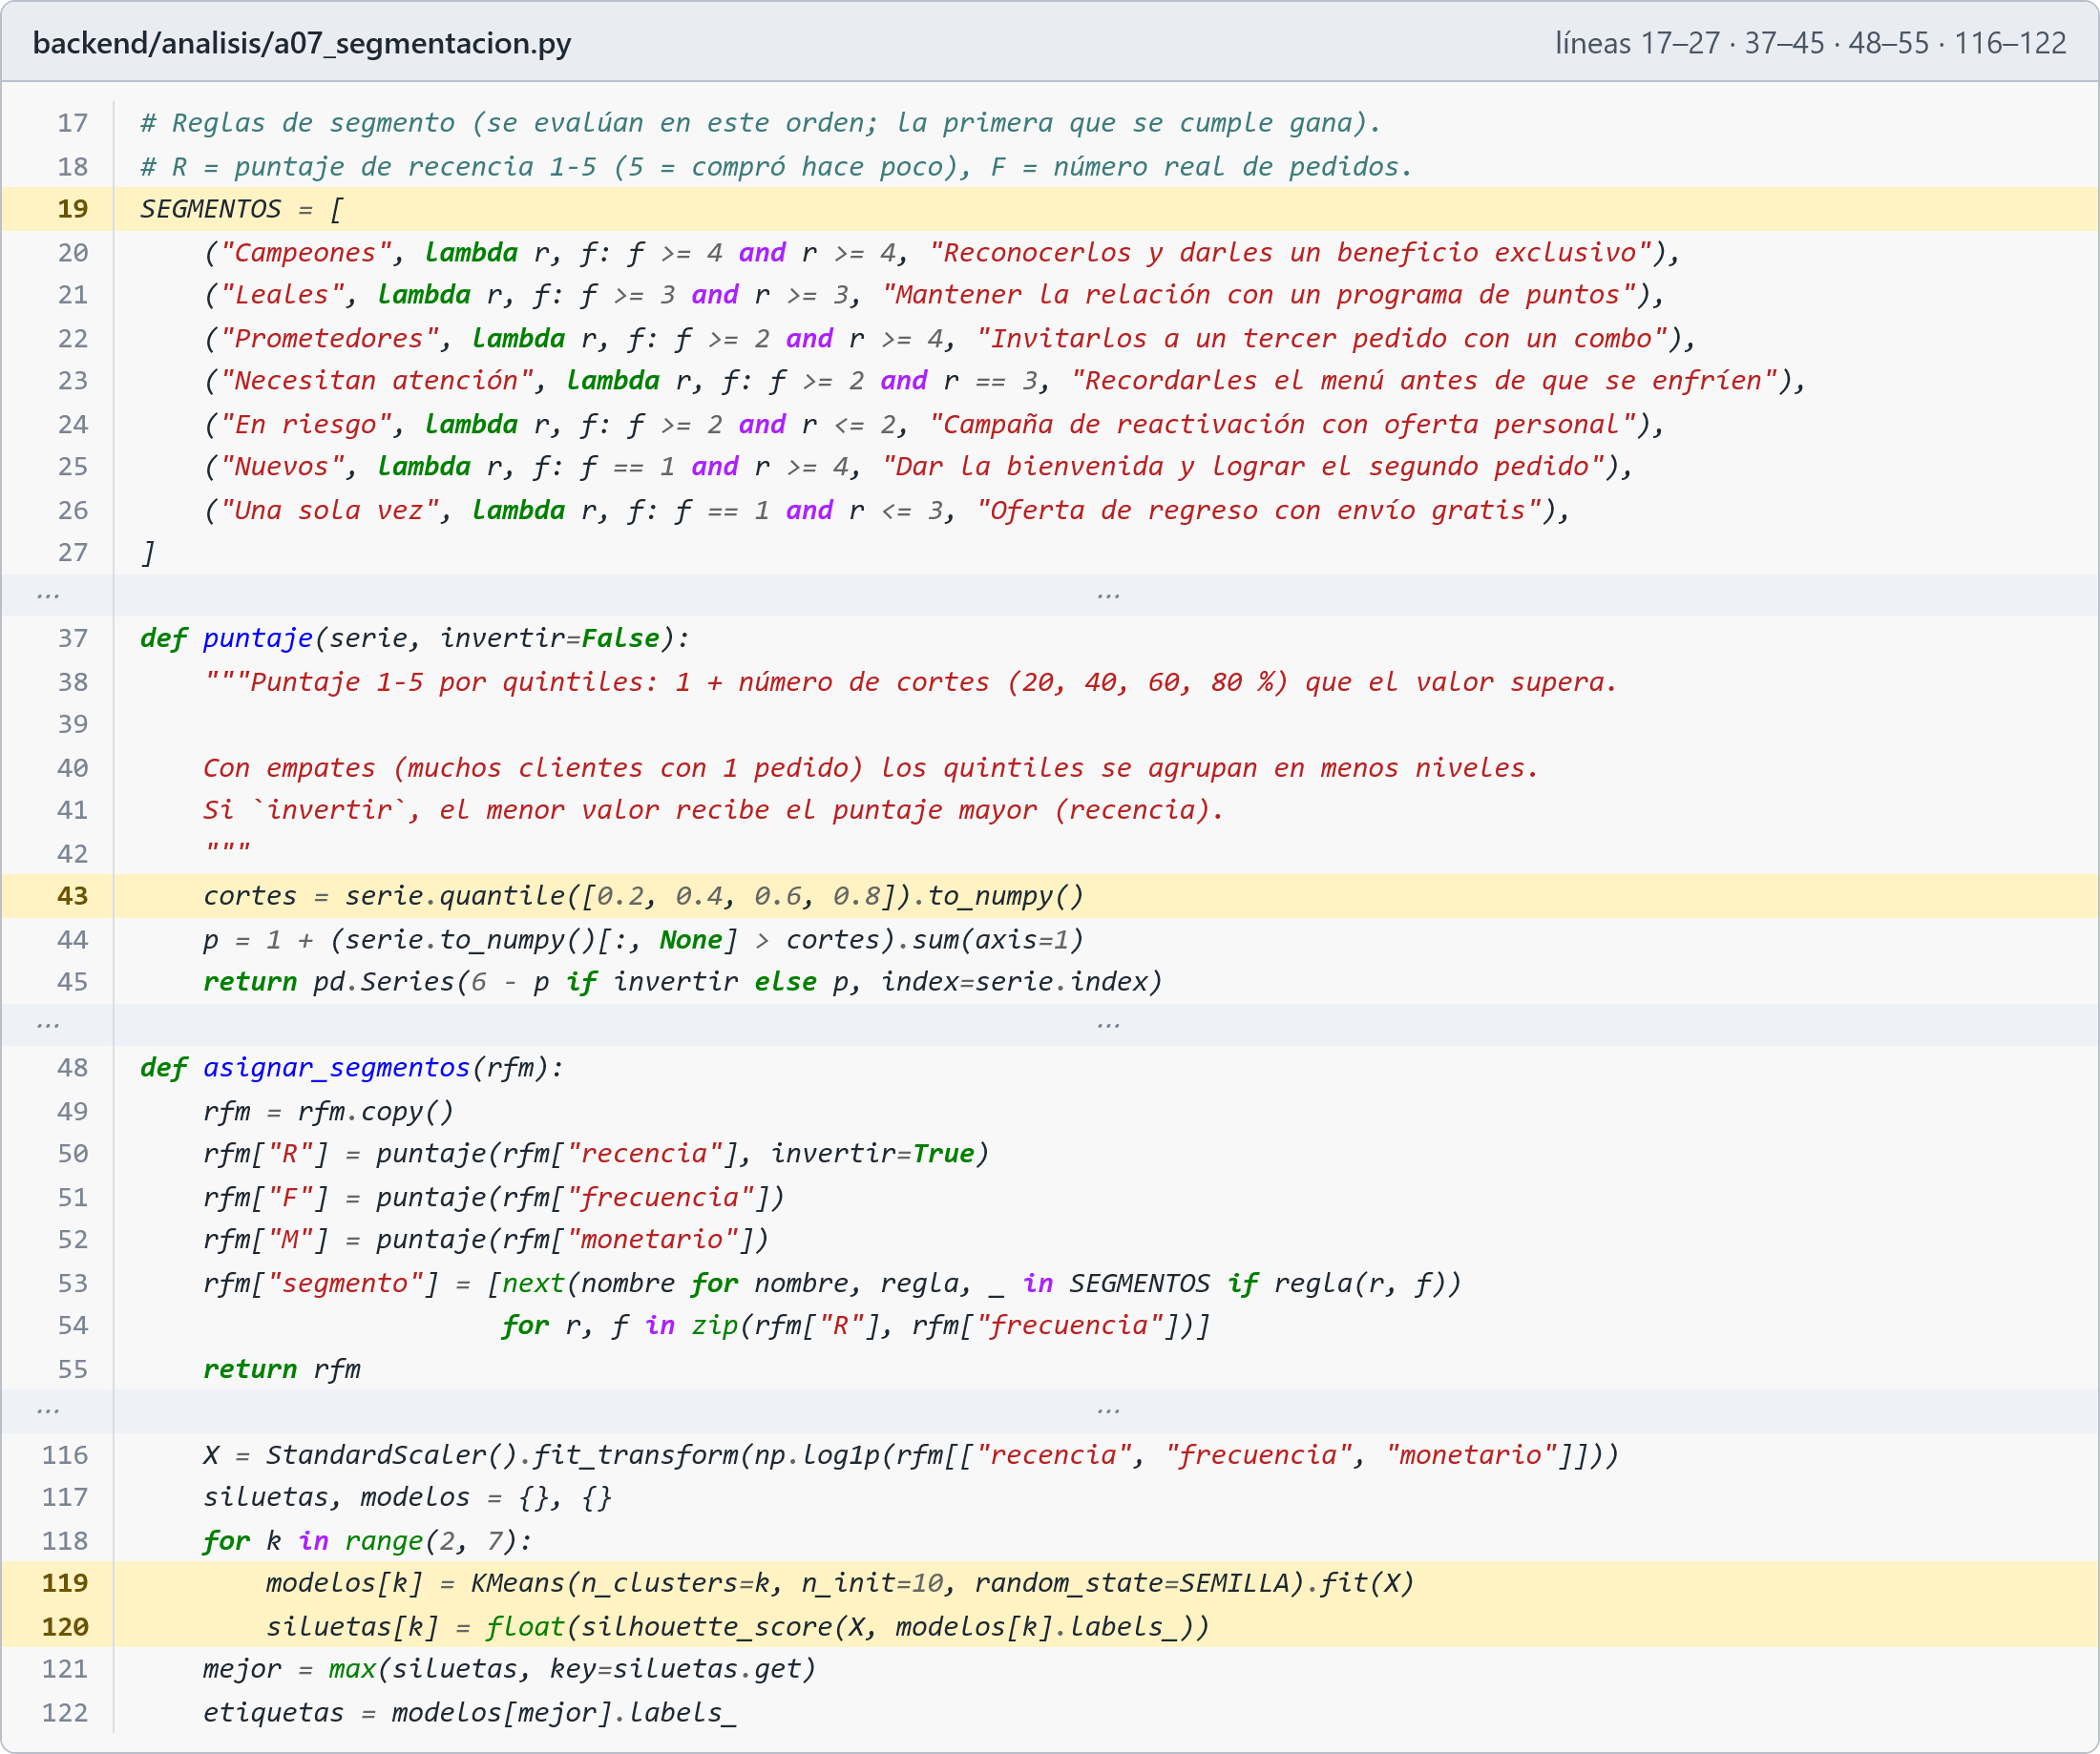 backend/analisis/a07_segmentacion.py líneas 17–27 · 37–45 · 48–55 · 116–122
17 # Reglas de segmento (se evalúan en este orden; la primera que se cumple gana).
18 # R = puntaje de recencia 1-5 (5 = compró hace poco), F = número real de pedidos.
19 SEGMENTOS = [
20     ("Campeones", lambda r, f: f >= 4 and r >= 4, "Reconocerlos y darles un beneficio exclusivo"),
21     ("Leales", lambda r, f: f >= 3 and r >= 3, "Mantener la relación con un programa de puntos"),
22     ("Prometedores", lambda r, f: f >= 2 and r >= 4, "Invitarlos a un tercer pedido con un combo"),
23     ("Necesitan atención", lambda r, f: f >= 2 and r == 3, "Recordarles el menú antes de que se enfríen"),
24     ("En riesgo", lambda r, f: f >= 2 and r <= 2, "Campaña de reactivación con oferta personal"),
25     ("Nuevos", lambda r, f: f == 1 and r >= 4, "Dar la bienvenida y lograr el segundo pedido"),
26     ("Una sola vez", lambda r, f: f == 1 and r <= 3, "Oferta de regreso con envío gratis"),
27 ]
... ...
37 def puntaje(serie, invertir=False):
38     """Puntaje 1-5 por quintiles: 1 + número de cortes (20, 40, 60, 80 %) que el valor supera.
39
40     Con empates (muchos clientes con 1 pedido) los quintiles se agrupan en menos niveles.
41     Si `invertir`, el menor valor recibe el puntaje mayor (recencia).
42     """
43     cortes = serie.quantile([0.2, 0.4, 0.6, 0.8]).to_numpy()
44     p = 1 + (serie.to_numpy()[:, None] > cortes).sum(axis=1)
45     return pd.Series(6 - p if invertir else p, index=serie.index)
... ...
48 def asignar_segmentos(rfm):
49     rfm = rfm.copy()
50     rfm["R"] = puntaje(rfm["recencia"], invertir=True)
51     rfm["F"] = puntaje(rfm["frecuencia"])
52     rfm["M"] = puntaje(rfm["monetario"])
53     rfm["segmento"] = [next(nombre for nombre, regla, _ in SEGMENTOS if regla(r, f))
54                        for r, f in zip(rfm["R"], rfm["frecuencia"])]
55     return rfm
... ...
116     X = StandardScaler().fit_transform(np.log1p(rfm[["recencia", "frecuencia", "monetario"]]))
117     siluetas, modelos = {}, {}
118     for k in range(2, 7):
119         modelos[k] = KMeans(n_clusters=k, n_init=10, random_state=SEMILLA).fit(X)
120         siluetas[k] = float(silhouette_score(X, modelos[k].labels_))
121     mejor = max(siluetas, key=siluetas.get)
122     etiquetas = modelos[mejor].labels_